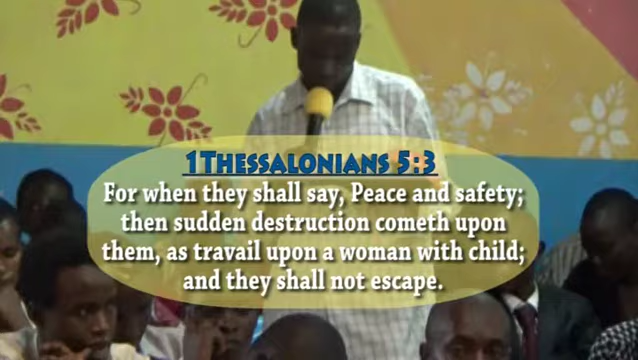 1THESSALONIANS 5:3
For when they shall say, Peace and safety;
then sudden destruction cometh upon
them, as travail upon a woman with child;
and they shall not escape.